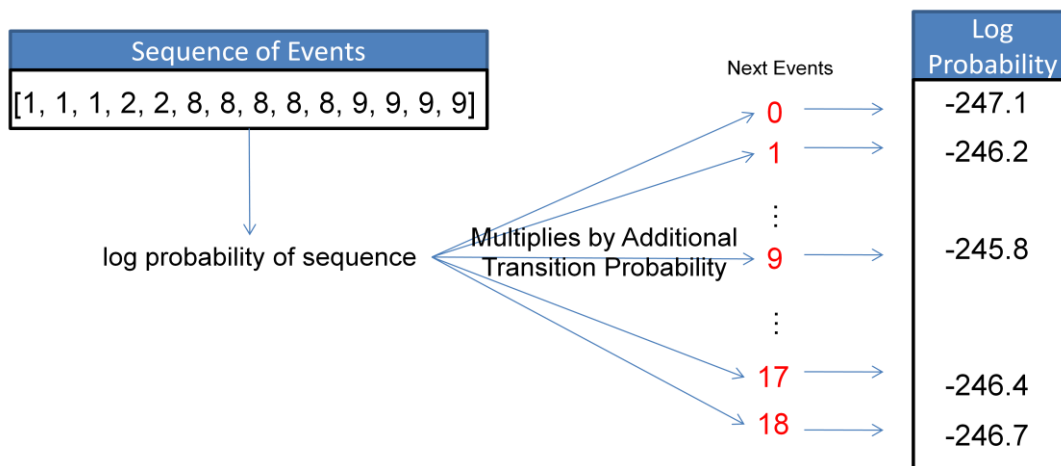 Sequence of Events
[1, 1, 1, 2, 2, 8, 8, 8, 8, 8, 9, 9, 9, 9]
log probability of sequence
Multiplies by Additional
Transition Probability
Next Events
0
1
⋮
9
⋮
17
18
Log
Probability
-247.1
-246.2
-245.8
-246.4
-246.7